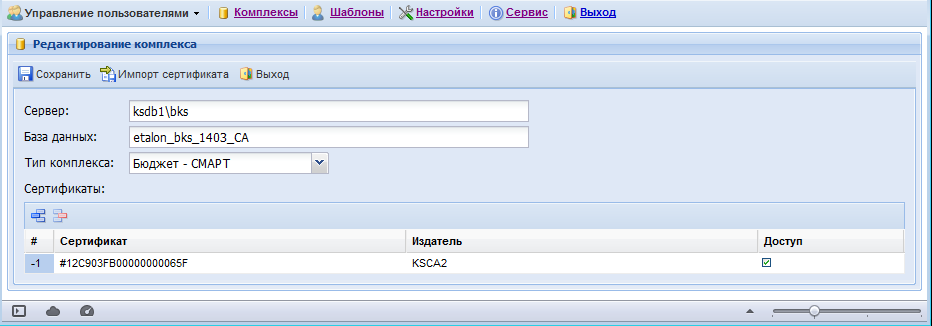 Управление пользователями Комплексы Шаблоны Настройки Сервис Выход
Редактирование комплекса
Сохранить Импорт сертификата Выход
Сервер: ksdb1\bks
База данных: etalon_bks_1403_CA
Тип комплекса: Бюджет - СМАРТ
Сертификаты:
# Сертификат Издатель Доступ
-1 #12C903FB00000000065F KSCA2